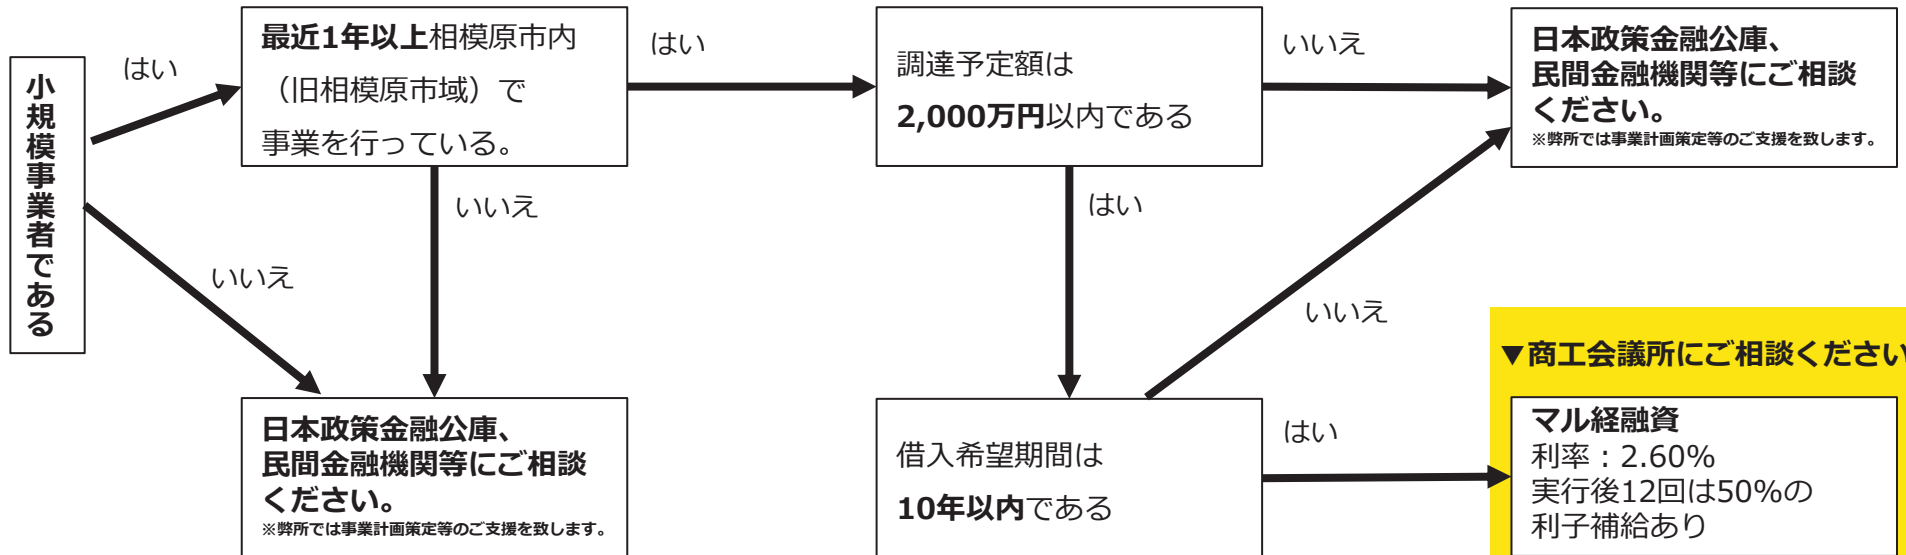 小規模事業者である
はい
いいえ
最近1年以上相模原市内
（旧相模原市域）で
事業を行っている。
はい
いいえ
調達予定額は
2,000万円以内である
いいえ
はい
日本政策金融公庫、
民間金融機関等にご相談
ください。
※弊所では事業計画策定等のご支援を致します。
日本政策金融公庫、
民間金融機関等にご相談
ください。
※弊所では事業計画策定等のご支援を致します。
借入希望期間は
10年以内である
いいえ
はい
▼商工会議所にご相談ください
マル経融資
利率：2.60%
実行後12回は50%の
利子補給あり